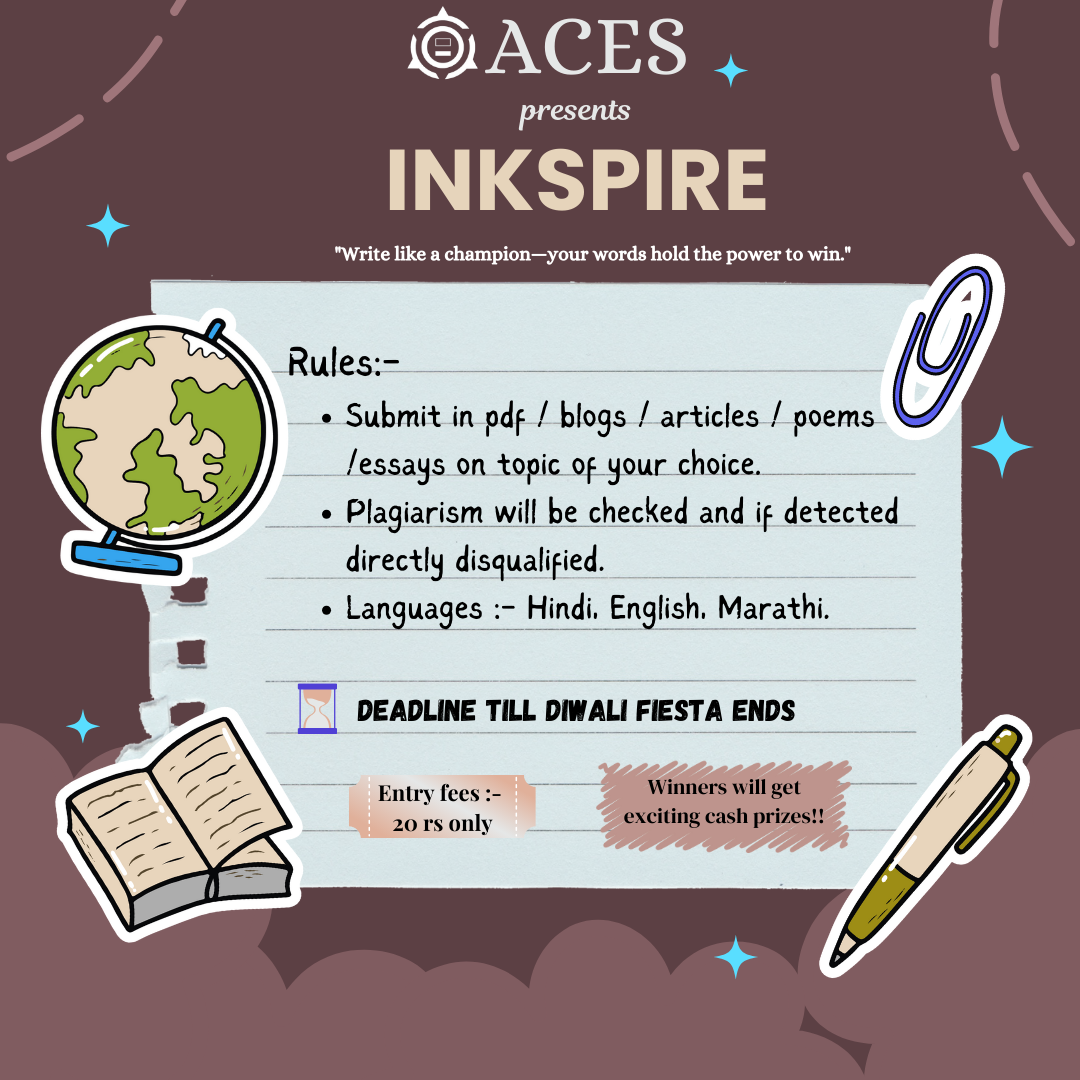 ACES
presents
INKSPIRE
"Write like a champion—your words hold the power to win."
Rules:-
• Submit in pdf / blogs / articles / poems
/essays on topic of your choice.
• Plagiarism will be checked and if detected
directly disqualified.
• Languages :- Hindi, English, Marathi.
DEADLINE TILL DIWALI FIESTA ENDS
Entry fees :-
20 rs only
Winners will get
exciting cash prizes!!